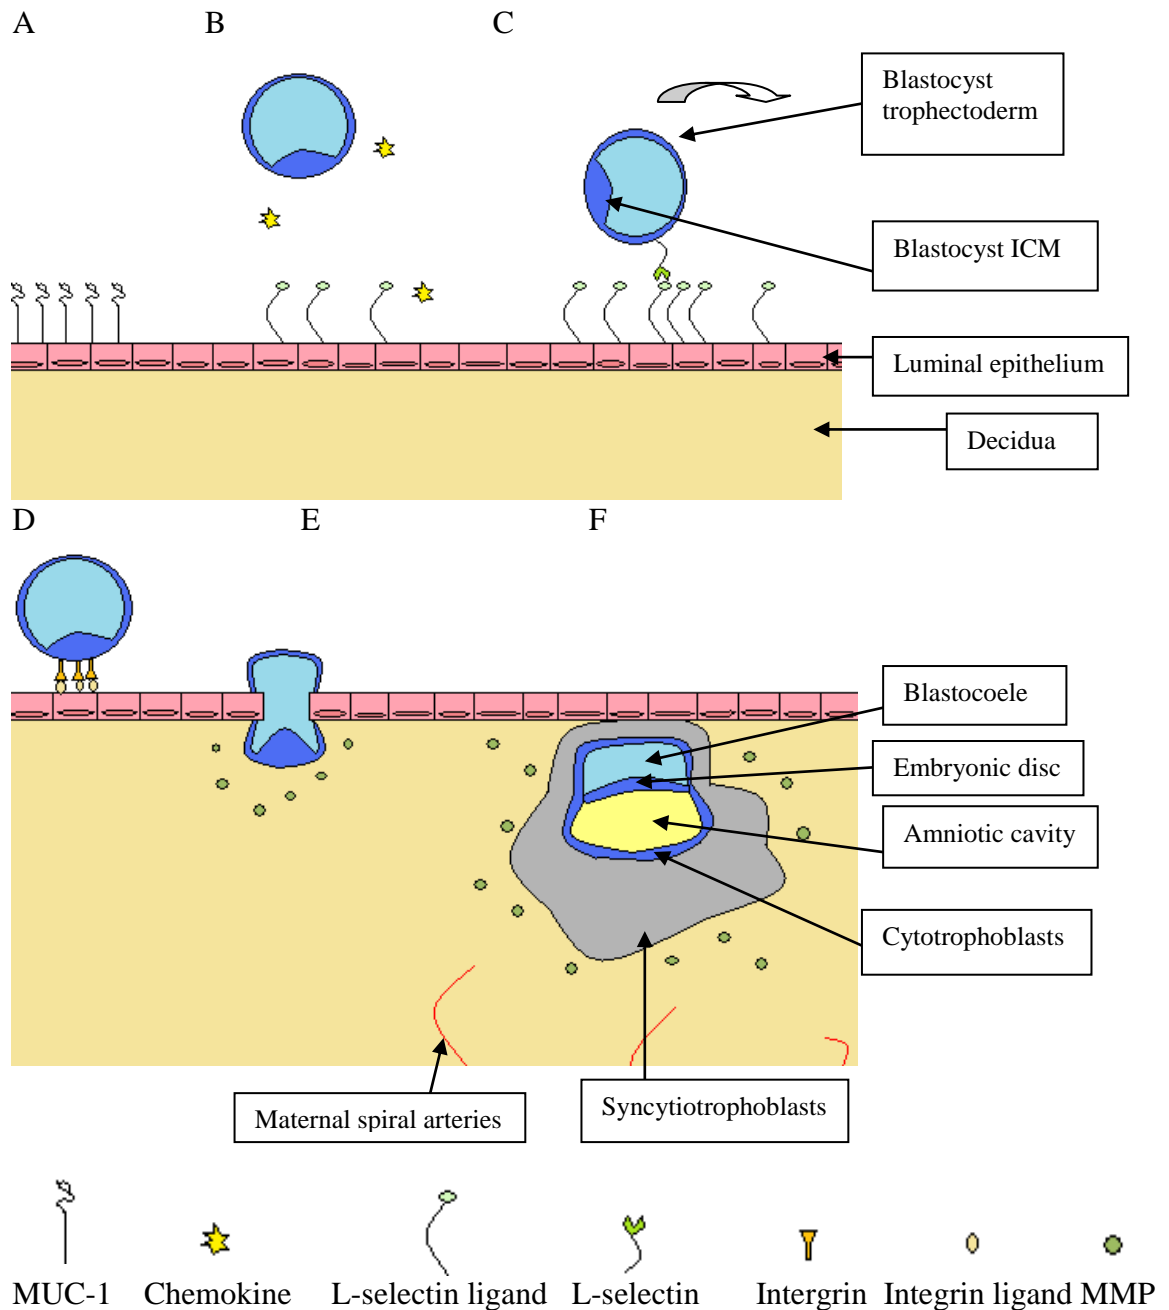 A
B
C
Blastocyst
trophectoderm
Blastocyst ICM
Luminal epithelium
Decidua
D
E
F
Blastocoele
Embryonic disc
Amniotic cavity
Cytotrophoblasts
Maternal spiral arteries
Syncytiotrophoblasts
MUC-1
Chemokine
L-selectin ligand
L-selectin
Intergrin
Integrin ligand
MMP